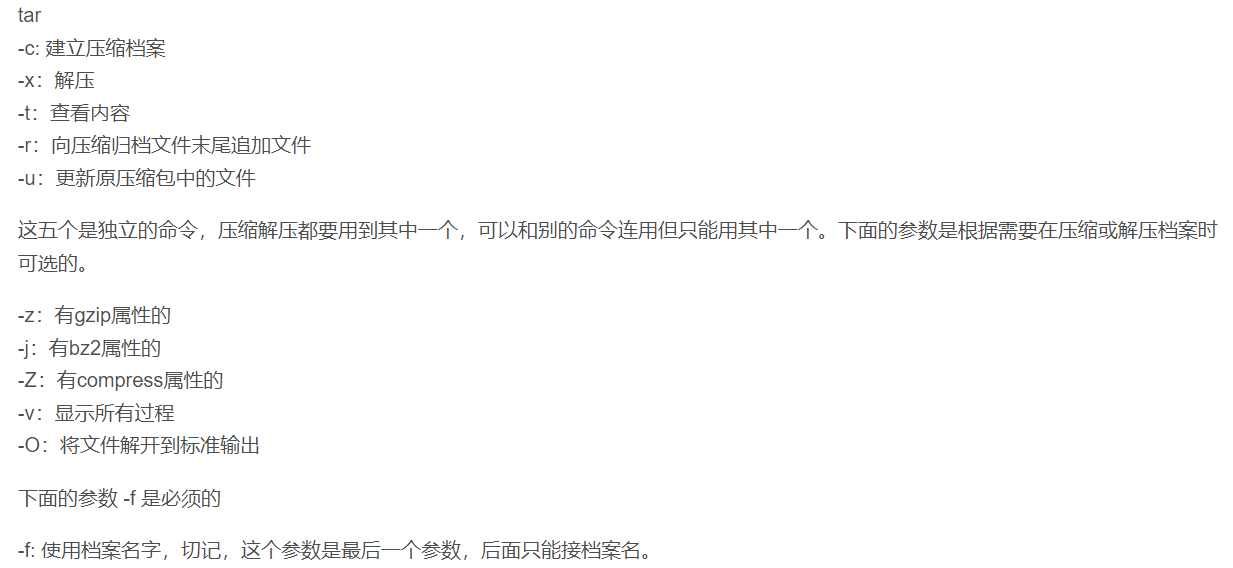 tar
-c: 建立压缩档案
-x：解压
-t：查看内容
-r：向压缩归档文件末尾追加文件
-u：更新原压缩包中的文件
这五个是独立的命令，压缩解压都要用到其中一个，可以和别的命令连用但只能用其中一个。下面的参数是根据需要在压缩或解压档案时
可选的。
-z：有gzip属性的
-j：有bz2属性的
-Z：有compress属性的
-v：显示所有过程
-O：将文件解开到标准输出
下面的参数 -f 是必须的
-f: 使用档案名字，切记，这个参数是最后一个参数，后面只能接档案名。